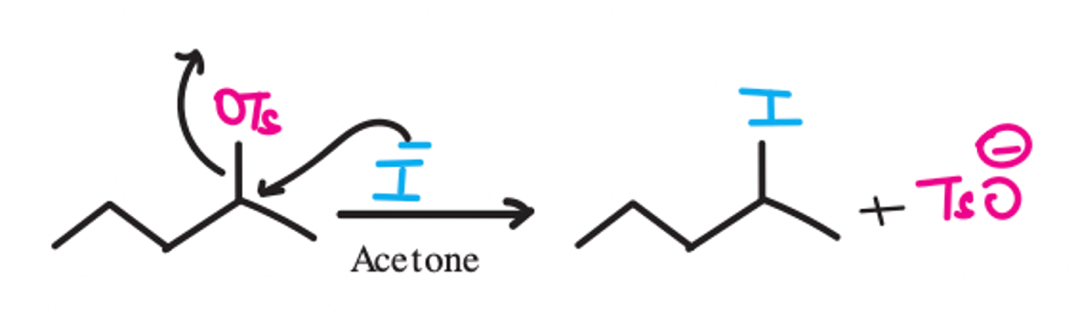 OTs
I⁻
Acetone
I
+ TsO⊖